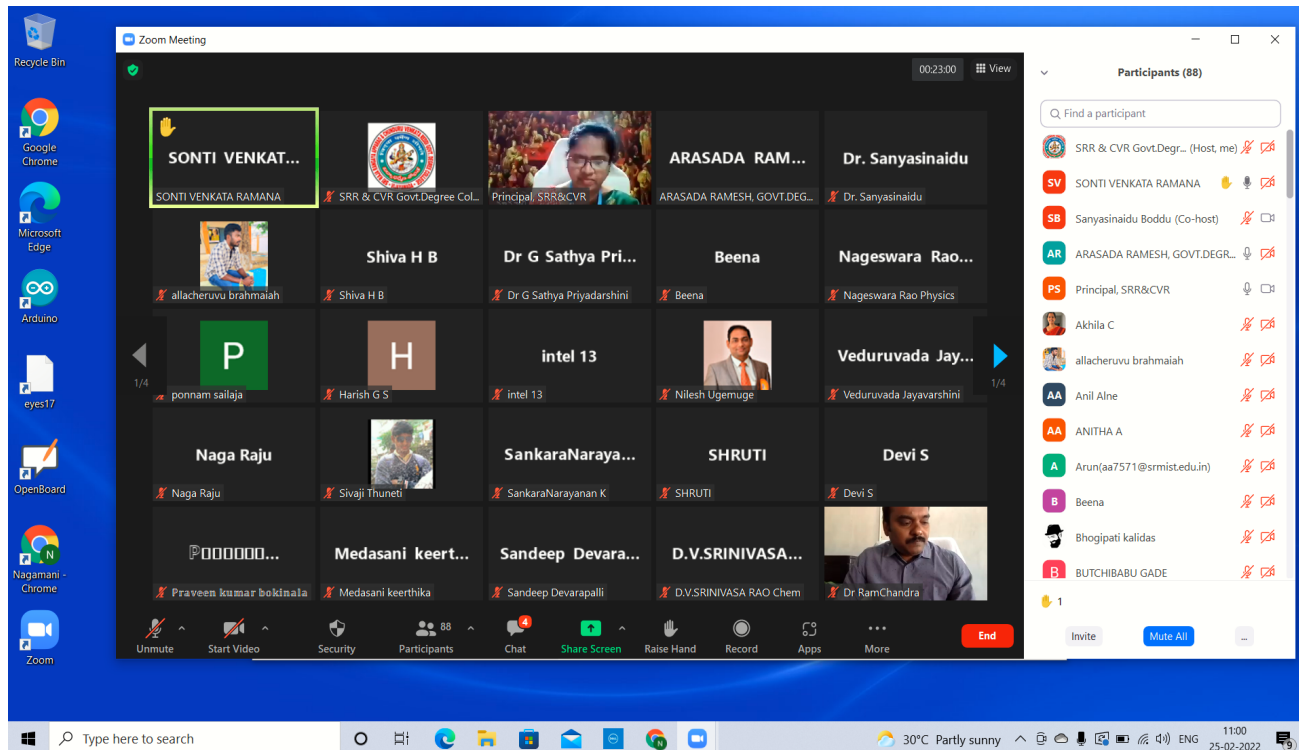 Recycle Bin
Google
Chrome
Microsoft
Edge
Arduino
eyes17
OpenBoard
Nagamani -
Chrome
Zoom
Zoom Meeting
00:23:00
View
SONTI VENKAT...
SONTI VENKATA RAMANA
SRR & CVR Govt.Degree Col...
Principal, SRR&CVR
ARASADA RAM...
ARASADA RAMESH, GOVT.DEG...
Dr. Sanyasinaidu
Dr. Sanyasinaidu
allacheruvu brahmaiah
Shiva H B
Shiva H B
Dr G Sathya Pri...
Dr G Sathya Priyadarshini
Beena
Beena
Nageswara Rao...
Nageswara Rao Physics
1/4
P
ponnam sailaja
H
Harish G S
intel 13
intel 13
Nilesh Ugemuge
Veduruvada Jay...
Veduruvada Jayavarshini
1/4
Naga Raju
Naga Raju
Sivaji Thuneti
SankaraNaraya...
SankaraNarayanan K
SHRUTI
SHRUTI
Devi S
Devi S
ℙ▯▯▯▯▯▯...
Praveen kumar bokinala
Medasani keert...
Medasani keerthika
Sandeep Devara...
Sandeep Devarapalli
D.V.SRINIVASA...
D.V.SRINIVASA RAO Chem
Dr RamChandra
Unmute
Start Video
Security
88
Participants
4
Chat
Share Screen
Raise Hand
Record
Apps
More
End
Participants (88)
Find a participant
SRR & CVR Govt.Degr... (Host, me)
SV SONTI VENKATA RAMANA
SB Sanyasinaidu Boddu (Co-host)
AR ARASADA RAMESH, GOVT.DEGR...
PS Principal, SRR&CVR
Akhila C
allacheruvu brahmaiah
AA Anil Alne
AA ANITHA A
A Arun(aa7571@srmist.edu.in)
B Beena
Bhogipati kalidas
B BUTCHIBABU GADE
1
Invite
Mute All
...
Type here to search
30°C Partly sunny
ENG
11:00
25-02-2022
9